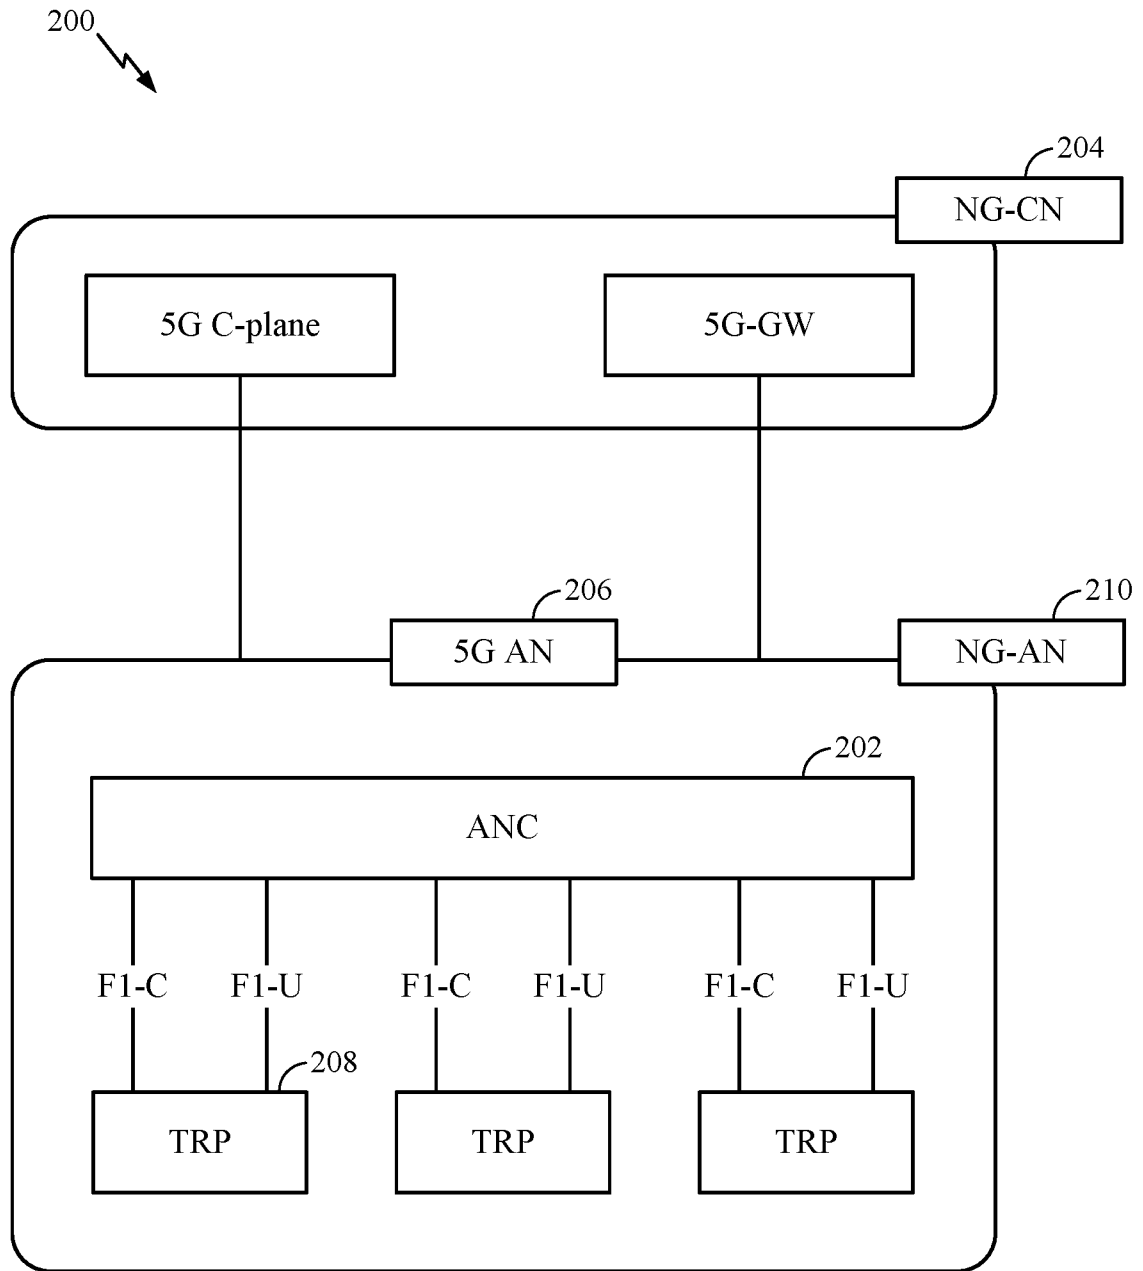 200
204
NG-CN
5G C-plane
5G-GW
206
210
5G AN
NG-AN
202
ANC
F1-C F1-U F1-C F1-U F1-C F1-U
208
TRP TRP TRP